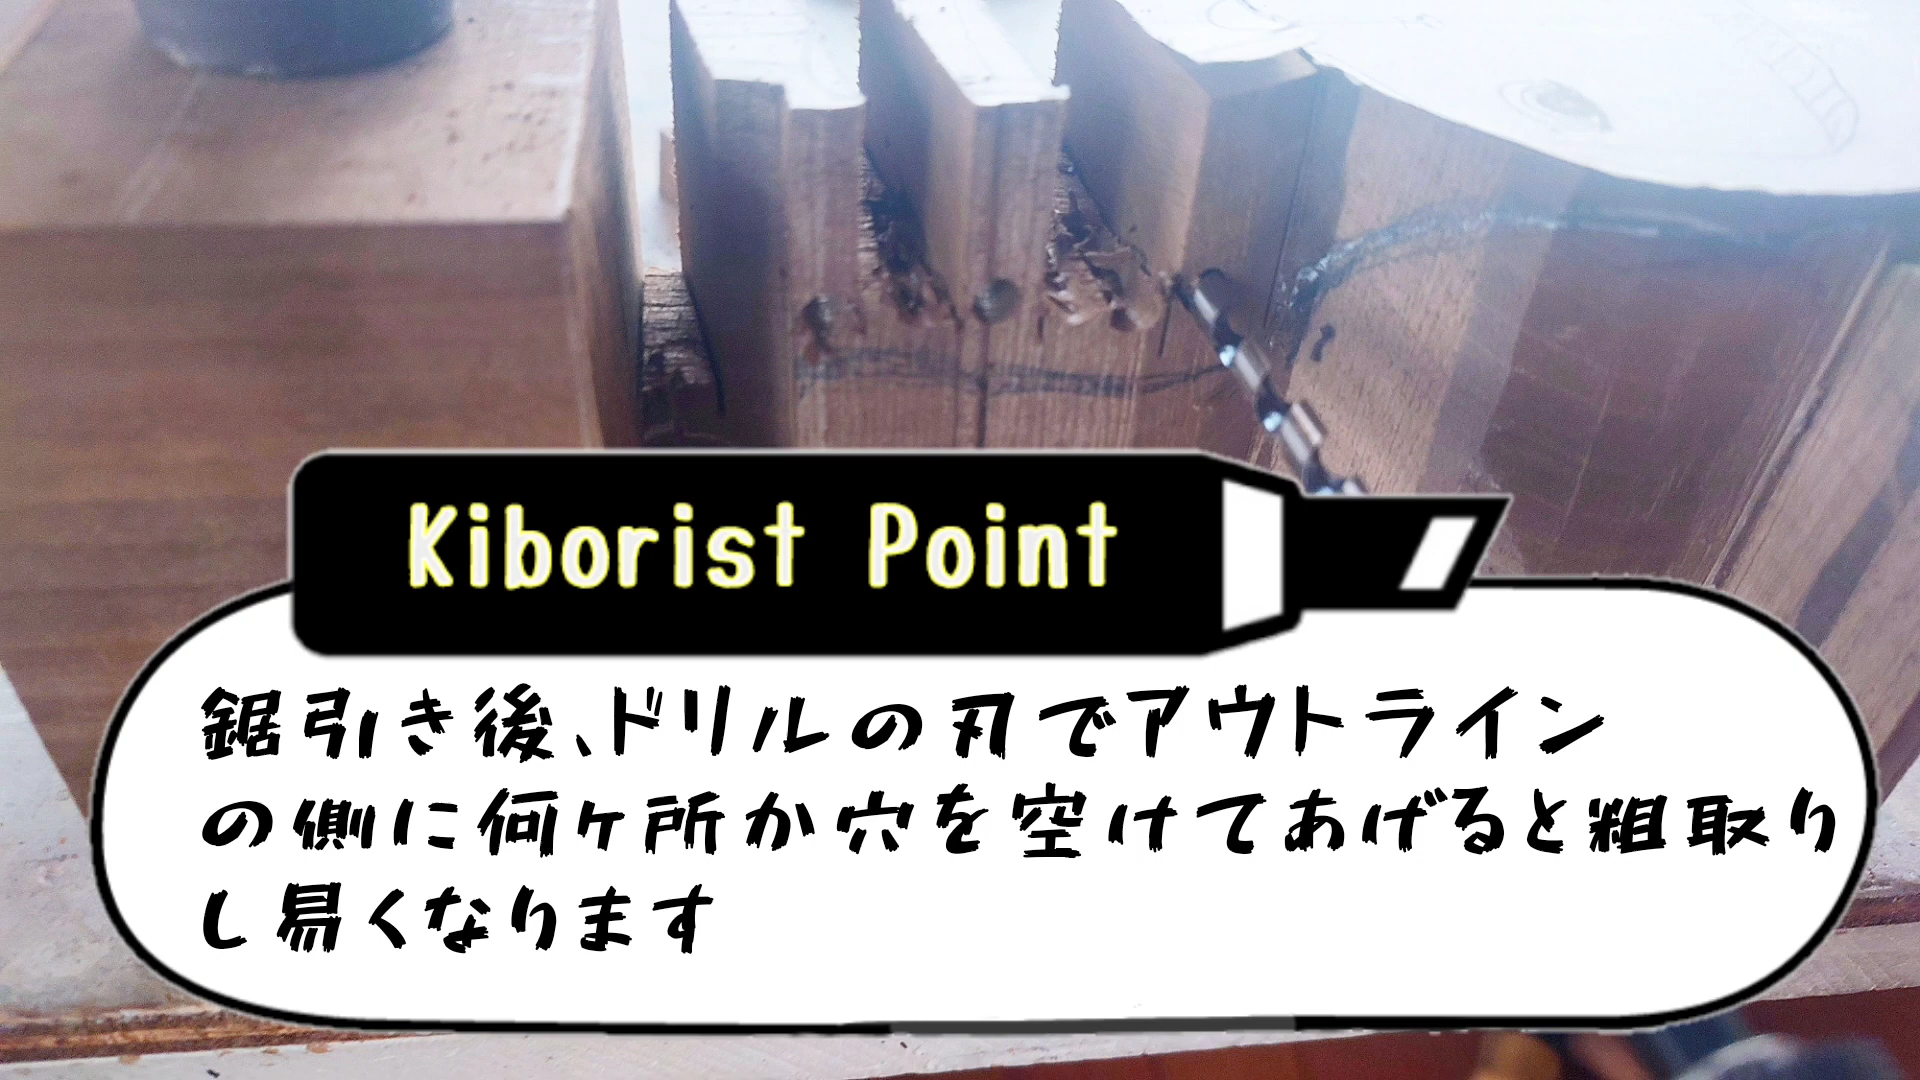 Kiborist Point
鋸引き後、ドリルの刃でアウトライン
の側に何ヶ所か穴を空けてあげると粗取り
し易くなります